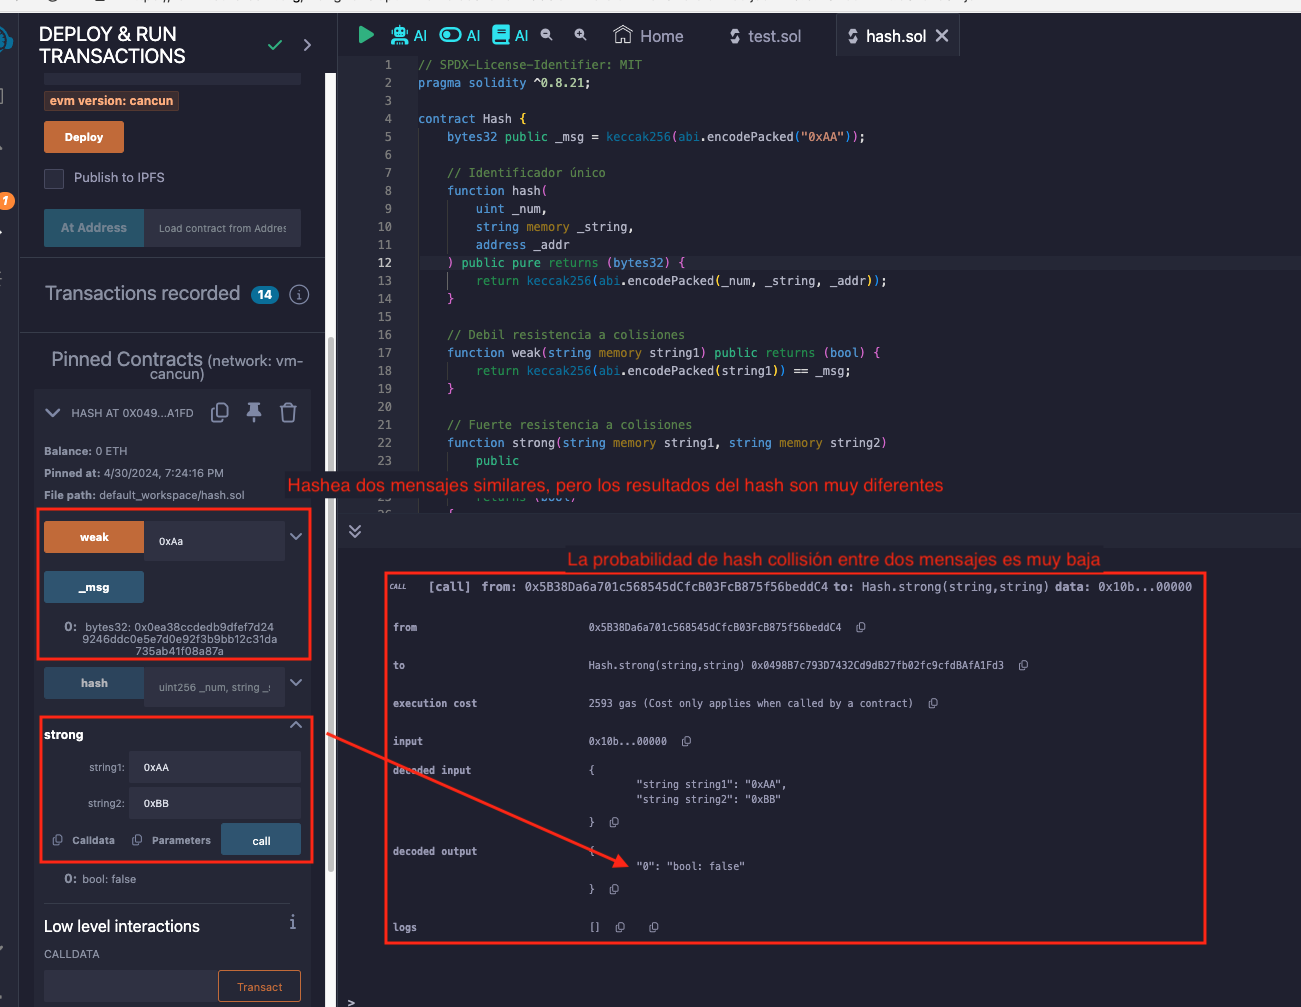 DEPLOY & RUN
TRANSACTIONS
evm version: cancun
Deploy
Publish to IPFS
At Address
Load contract from Addres
Transactions recorded 14 i
Pinned Contracts (network: vm-
cancun)
HASH AT 0X049...A1FD
Balance: 0 ETH
Pinned at: 4/30/2024, 7:24:16 PM
File path: default_workspace/hash.sol
weak
0xAa
_msg
0: bytes32: 0x0ea38ccdedb9dfef7d24
9246ddc0e5e7d0e92f3b9bb12c31da
735ab41f08a87a
hash
uint256 _num, string _s
strong
string1: 0xAA
string2: 0xBB
Calldata Parameters call
0: bool: false
Low level interactions i
CALLDATA
Transact
1
AI AI AI Home test.sol hash.sol
1 // SPDX-License-Identifier: MIT
2 pragma solidity ^0.8.21;
3
4 contract Hash {
5 bytes32 public _msg = keccak256(abi.encodePacked("0xAA"));
6
7 // Identificador único
8 function hash(
9 uint _num,
10 string memory _string,
11 address _addr
12 ) public pure returns (bytes32) {
13 return keccak256(abi.encodePacked(_num, _string, _addr));
14 }
15
16 // Debil resistencia a colisiones
17 function weak(string memory string1) public returns (bool) {
18 return keccak256(abi.encodePacked(string1)) == _msg;
19 }
20
21 // Fuerte resistencia a colisiones
22 function strong(string memory string1, string memory string2)
23 public
Hashea dos mensajes similares, pero los resultados del hash son muy diferentes
25 returns (bool)
26 {
La probabilidad de hash collisión entre dos mensajes es muy baja
CALL [call] from: 0x5B38Da6a701c568545dCfcB03FcB875f56beddC4 to: Hash.strong(string,string) data: 0x10b...00000
from 0x5B38Da6a701c568545dCfcB03FcB875f56beddC4
to Hash.strong(string,string) 0x0498B7c793D7432Cd9dB27fb02fc9cfdBAfA1Fd3
execution cost 2593 gas (Cost only applies when called by a contract)
input 0x10b...00000
decoded input {
"string string1": "0xAA",
"string string2": "0xBB"
}
decoded output {
"0": "bool: false"
}
logs []
>